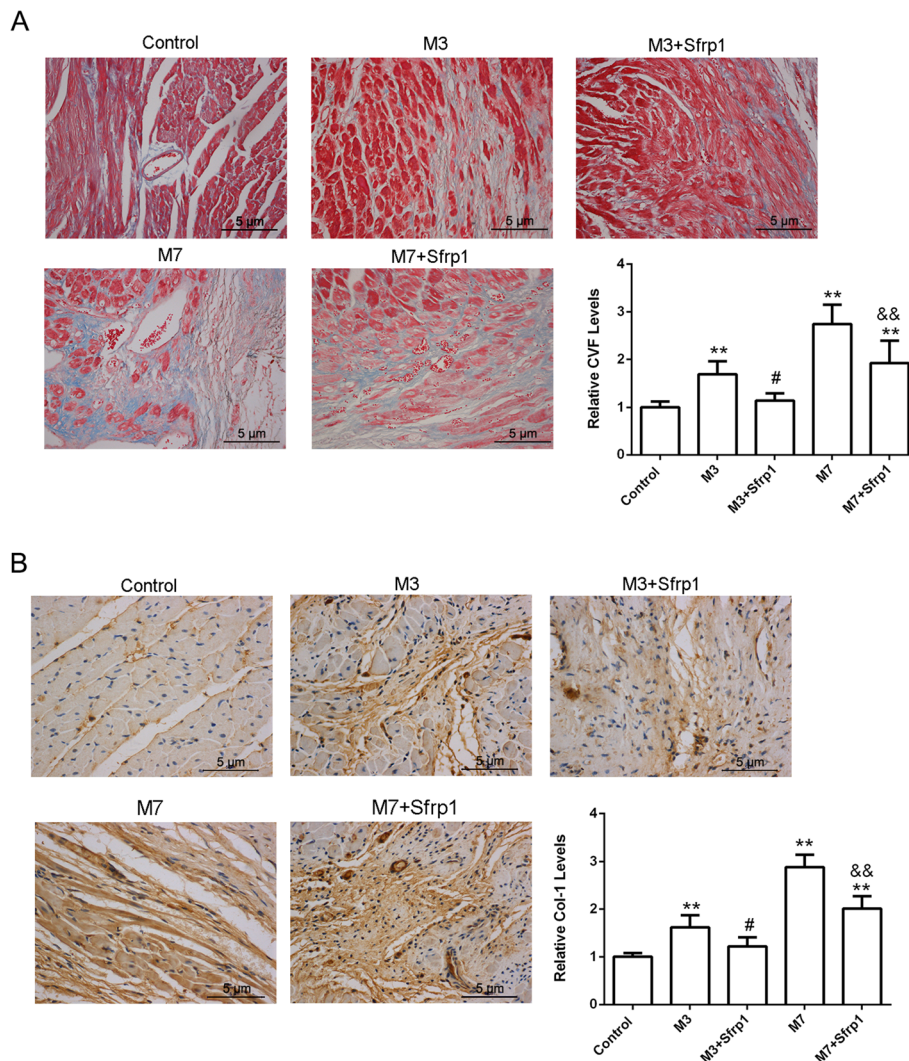 A
Control
M3
M3+Sfrp1
5 µm
5 µm
5 µm
M7
M7+Sfrp1
5 µm
5 µm
Relative CVF Levels
4
3
2
1
0
**
#
**
&&
**
Control
M3
M3+Sfrp1
M7
M7+Sfrp1
B
Control
M3
M3+Sfrp1
5 µm
5 µm
5 µm
M7
M7+Sfrp1
5 µm
5 µm
Relative Col-1 Levels
4
3
2
1
0
**
#
**
&&
**
Control
M3
M3+Sfrp1
M7
M7+Sfrp1